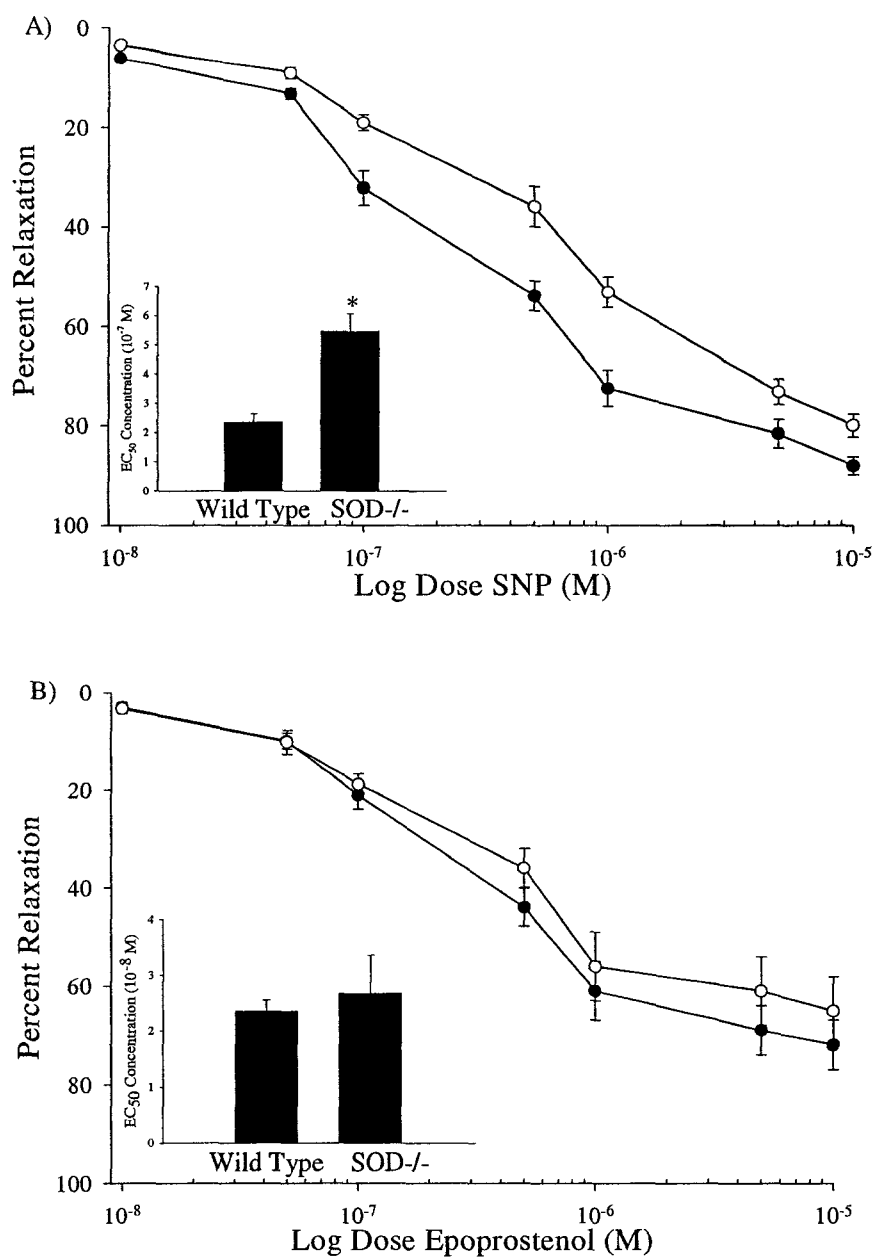 A)
0
20
40
60
80
100
Percent Relaxation
7
6
5
4
3
2
1
0
EC50 Concentration (10-7 M)
*
Wild Type SOD-/-
10-8 10-7 10-6 10-5
Log Dose SNP (M)
B)
0
20
40
60
80
100
Percent Relaxation
4
3
2
1
0
EC50 Concentration (10-8 M)
Wild Type SOD-/-
10-8 10-7 10-6 10-5
Log Dose Epoprostenol (M)